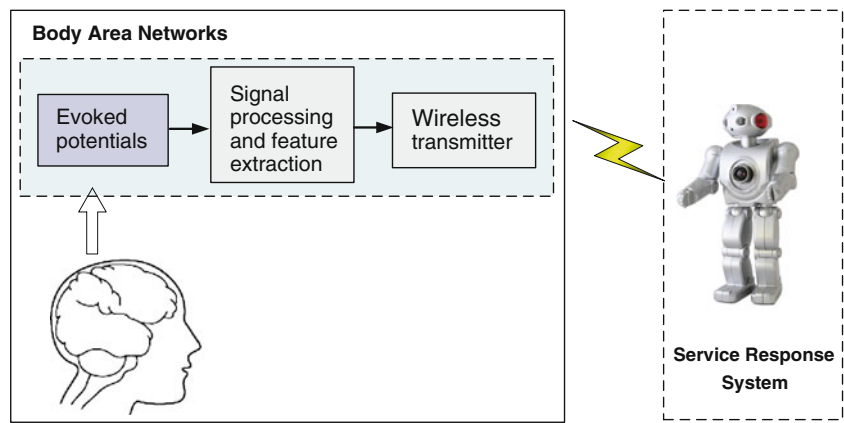 Body Area Networks
Evoked
potentials
Signal
processing
and feature
extraction
Wireless
transmitter
Service Response
System